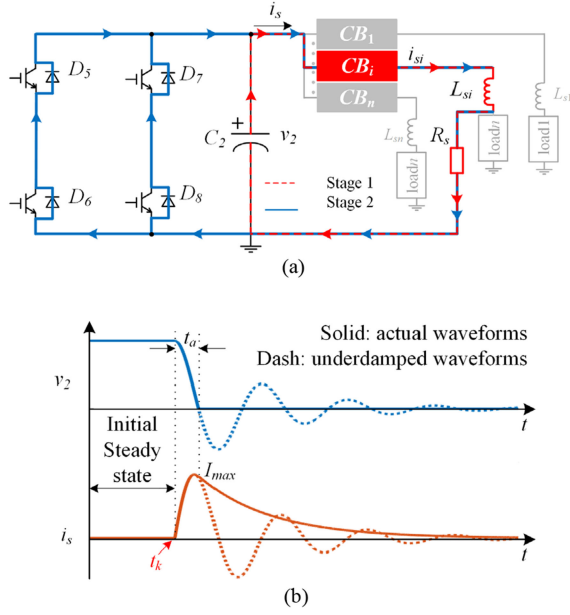 i_s
CB_1
CB_i
CB_n
i_si
D_5
D_7
D_6
D_8
C_2
+
v_2
L_si
L_s1
L_sn
R_s
loadn
load1
loadn
Stage 1
Stage 2
(a)
Solid: actual waveforms
Dash: underdamped waveforms
t_a
v_2
t
Initial
Steady
state
I_max
i_s
t_k
t
(b)